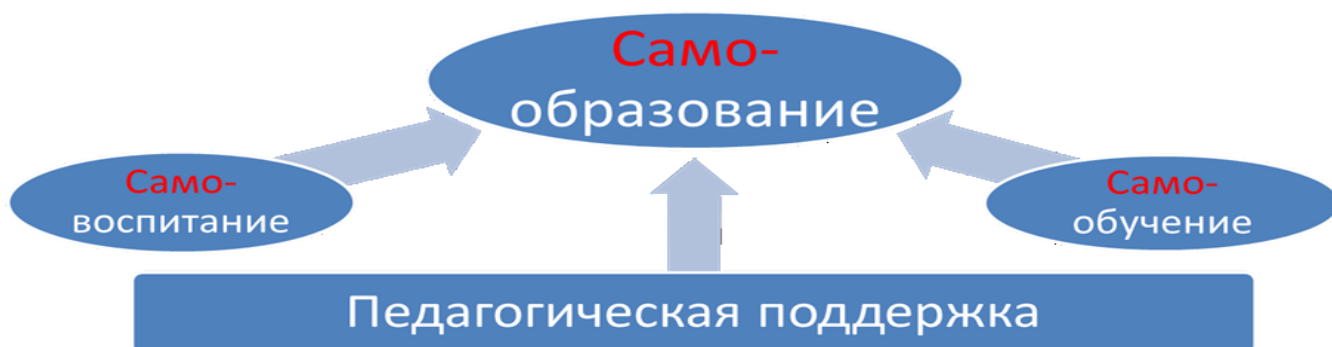 Само-
образование
Само-
воспитание
Само-
обучение
Педагогическая поддержка